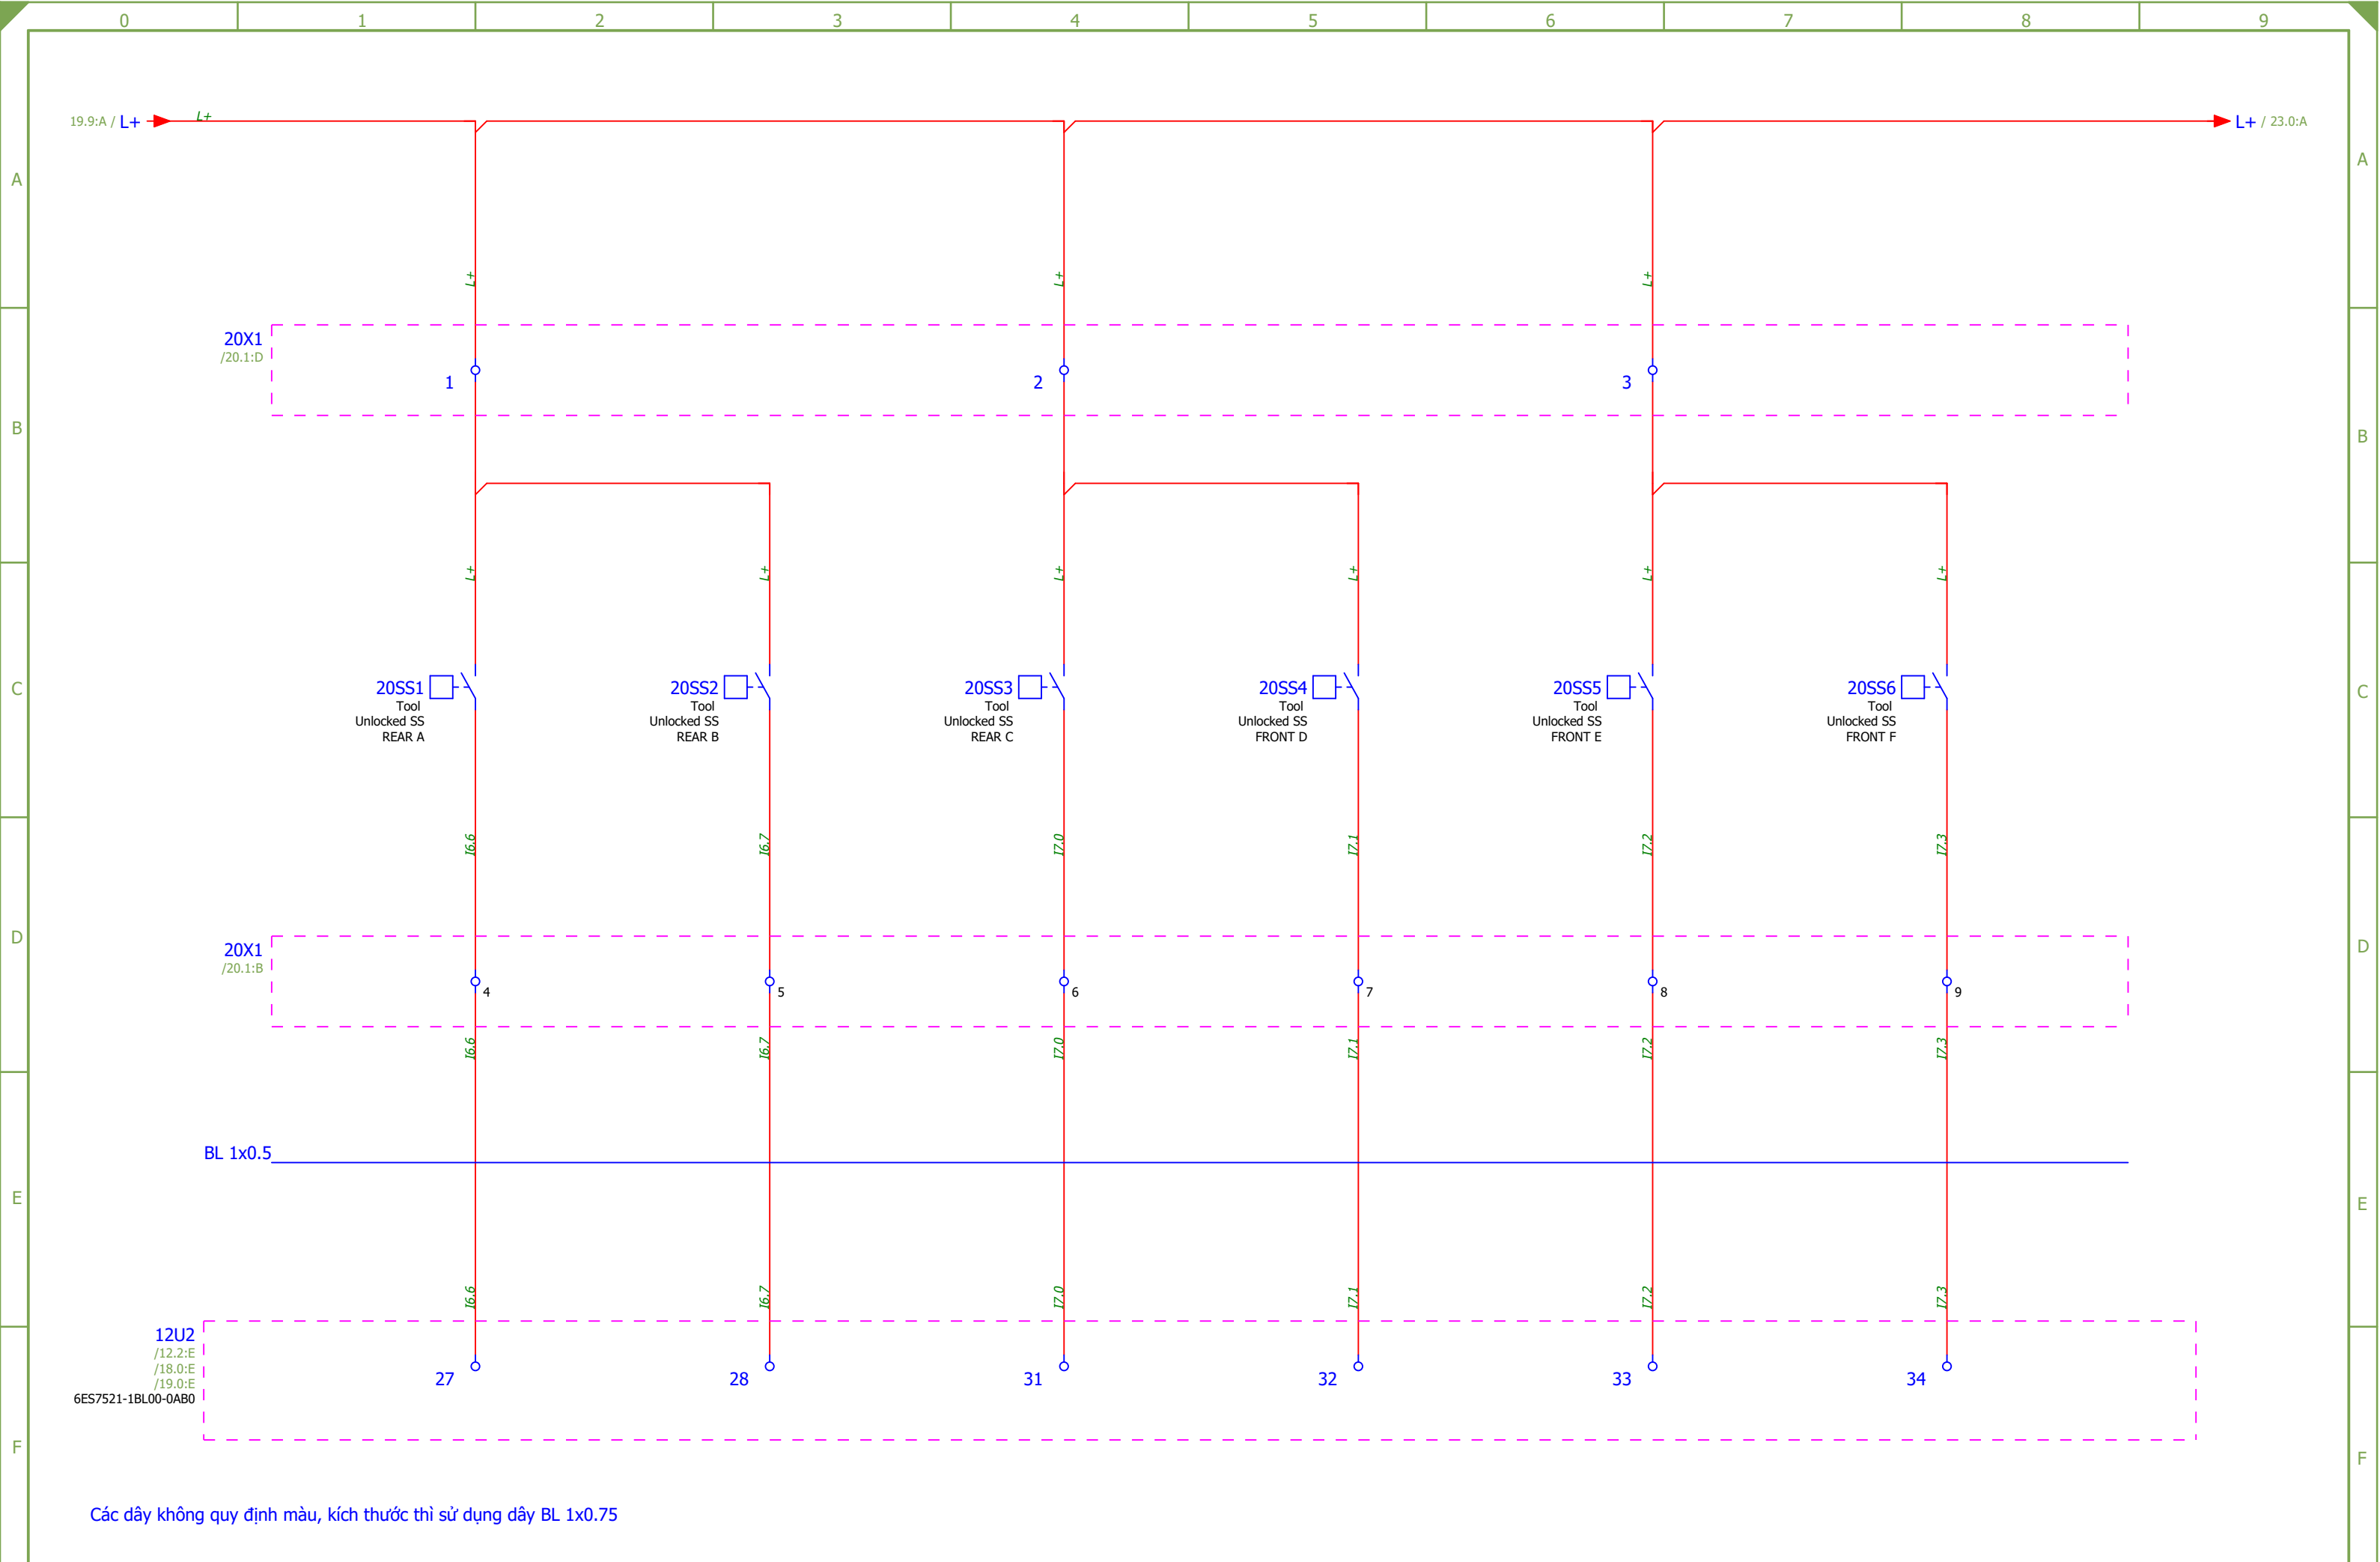 0 1 2 3 4 5 6 7 8 9
19.9:A / L+
L+
L+ / 23.0:A
A
A
L+ L+ L+
20X1
/20.1:D
1 2 3
B
B
L+ L+ L+ L+ L+ L+
C
C
20SS1
Tool
Unlocked SS
REAR A
20SS2
Tool
Unlocked SS
REAR B
20SS3
Tool
Unlocked SS
REAR C
20SS4
Tool
Unlocked SS
FRONT D
20SS5
Tool
Unlocked SS
FRONT E
20SS6
Tool
Unlocked SS
FRONT F
I6.6 I6.7 I7.0 I7.1 I7.2 I7.3
D
D
20X1
/20.1:B
4 5 6 7 8 9
I6.6 I6.7 I7.0 I7.1 I7.2 I7.3
BL 1x0.5
E
E
I6.6 I6.7 I7.0 I7.1 I7.2 I7.3
12U2
/12.2:E
/18.0:E
/19.0:E
6ES7521-1BL00-0AB0
27 28 31 32 33 34
F
F
Các dây không quy định màu, kích thước thì sử dụng dây BL 1x0.75